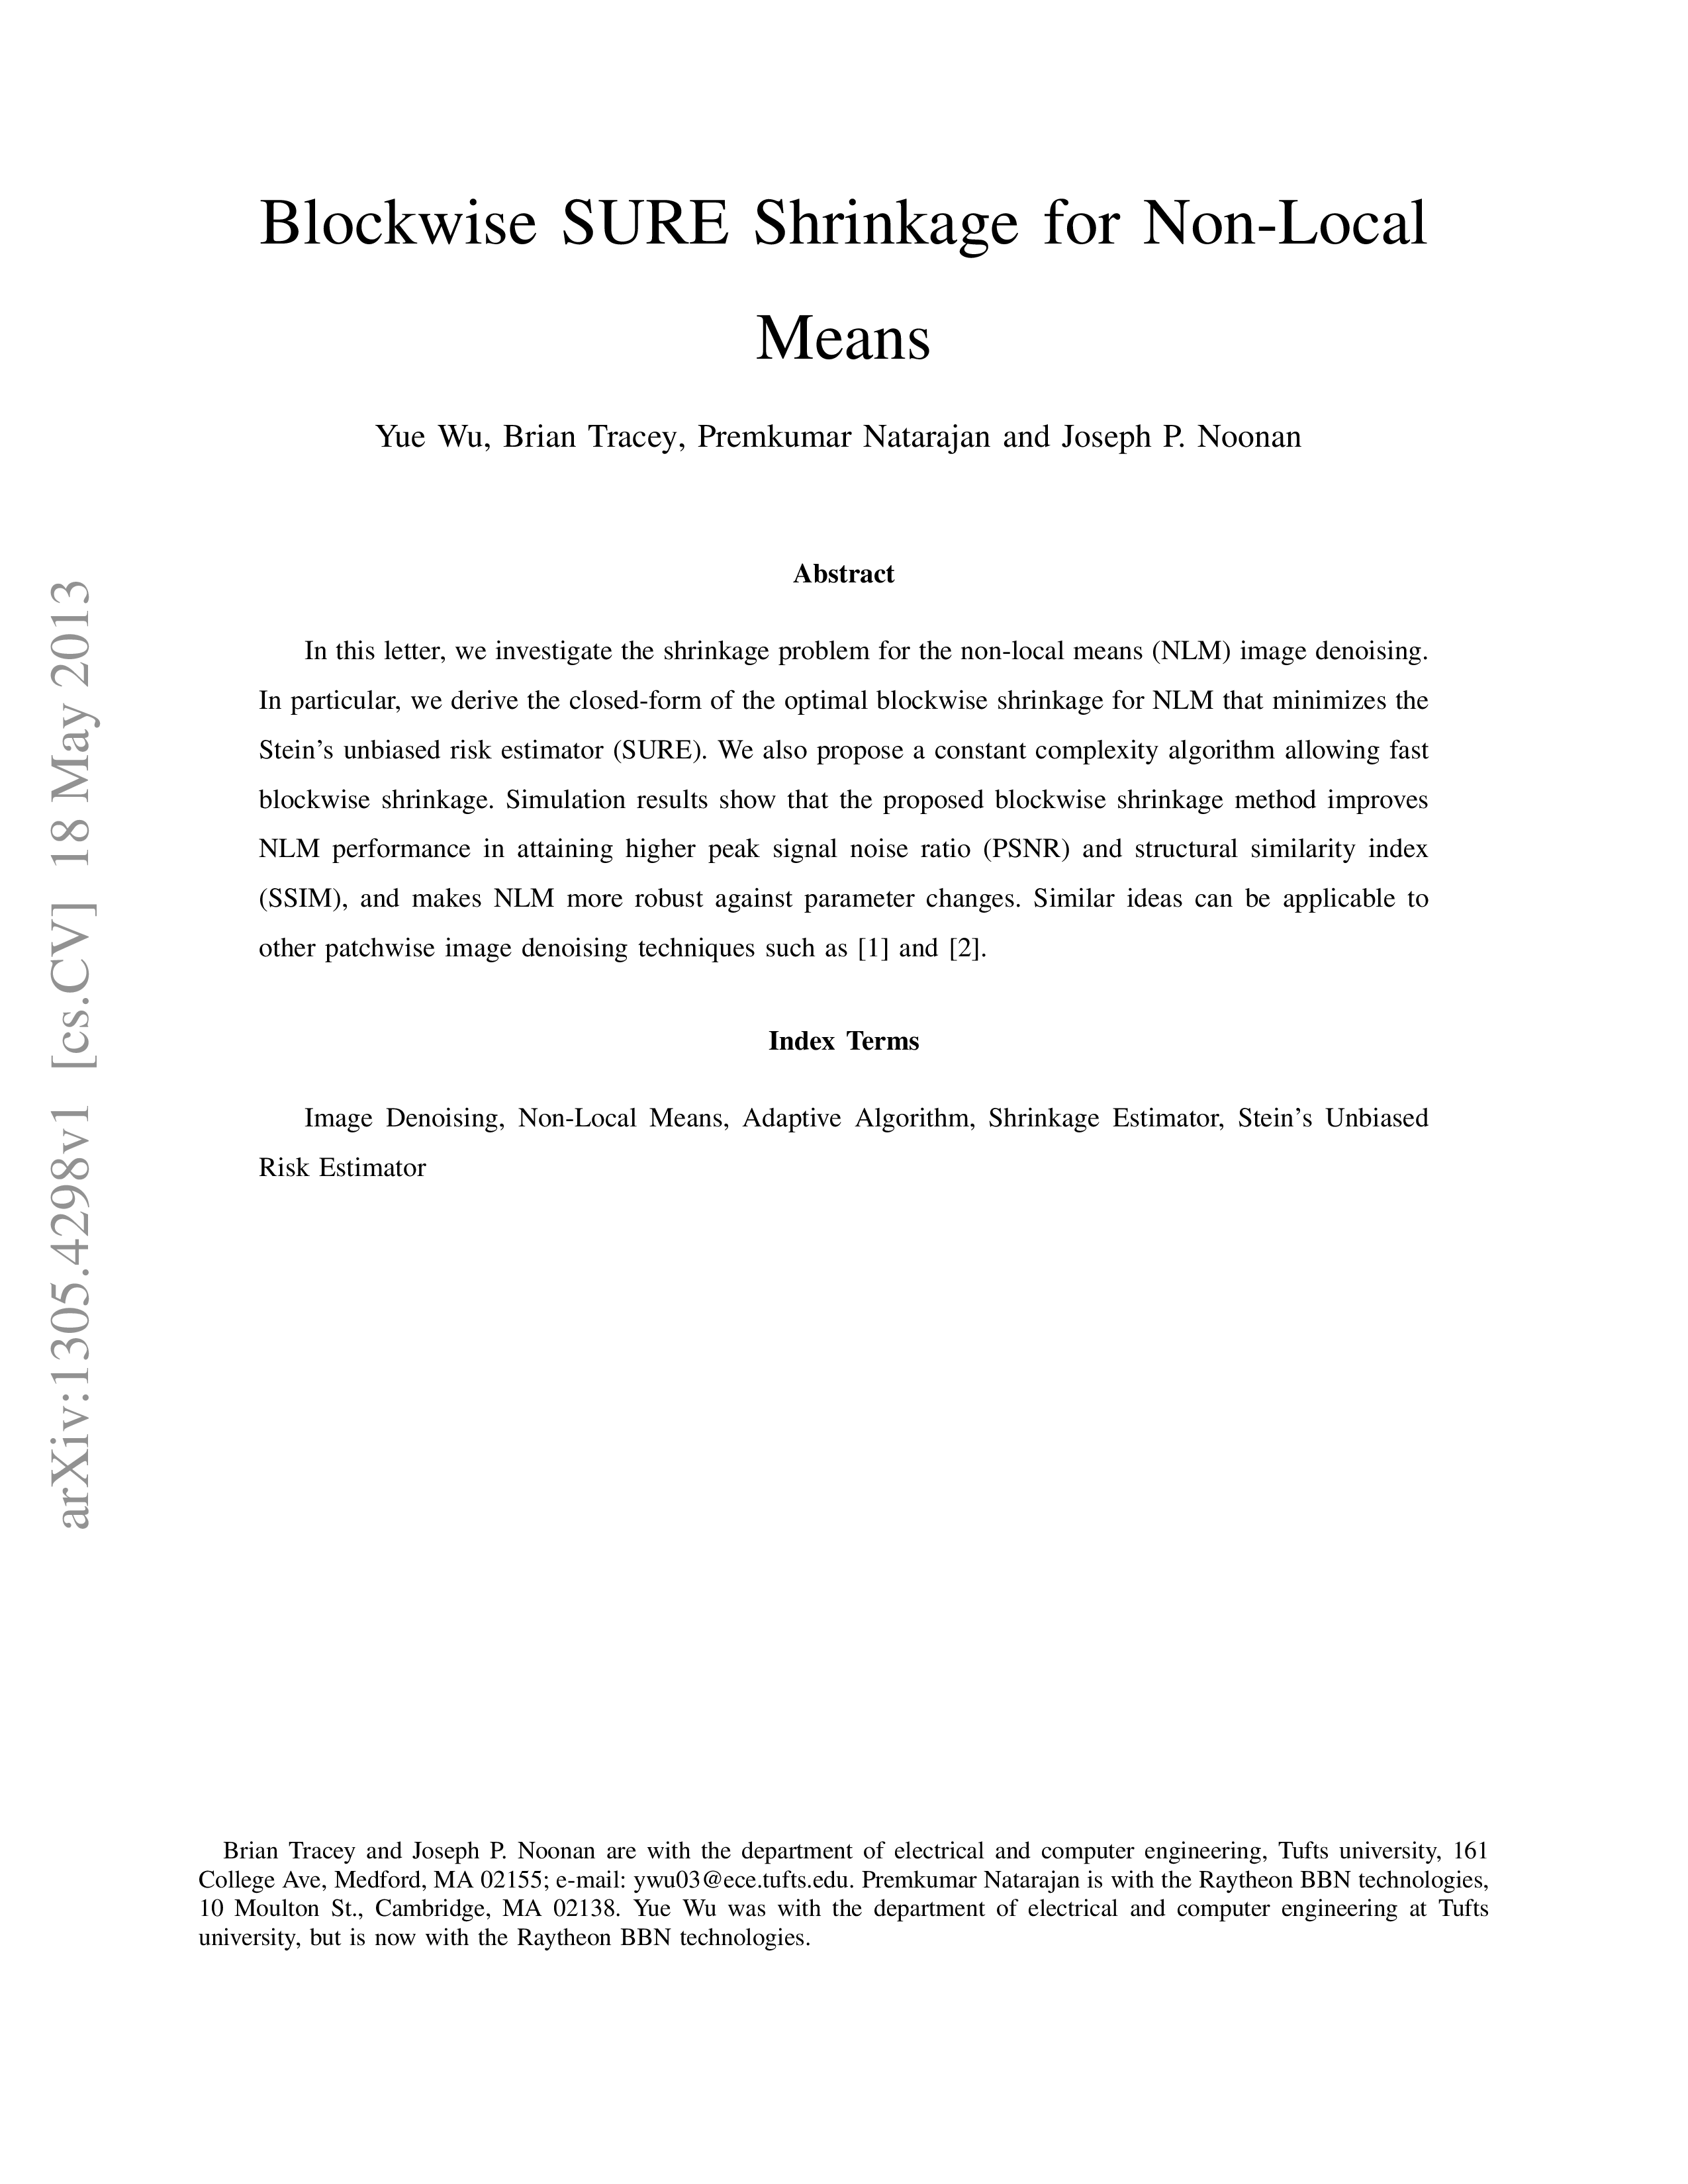 Blockwise SURE Shrinkage for Non-Local
Means
Yue Wu, Brian Tracey, Premkumar Natarajan and Joseph P. Noonan
Abstract
In this letter, we investigate the shrinkage problem for the non-local means (NLM) image denoising.
In particular, we derive the closed-form of the optimal blockwise shrinkage for NLM that minimizes the
Stein's unbiased risk estimator (SURE). We also propose a constant complexity algorithm allowing fast
blockwise shrinkage. Simulation results show that the proposed blockwise shrinkage method improves
NLM performance in attaining higher peak signal noise ratio (PSNR) and structural similarity index
(SSIM), and makes NLM more robust against parameter changes. Similar ideas can be applicable to
other patchwise image denoising techniques such as [1] and [2].
Index Terms
Image Denoising, Non-Local Means, Adaptive Algorithm, Shrinkage Estimator, Stein's Unbiased
Risk Estimator
Brian Tracey and Joseph P. Noonan are with the department of electrical and computer engineering, Tufts university, 161
College Ave, Medford, MA 02155; e-mail: ywu03@ece.tufts.edu. Premkumar Natarajan is with the Raytheon BBN technologies,
10 Moulton St., Cambridge, MA 02138. Yue Wu was with the department of electrical and computer engineering at Tufts
university, but is now with the Raytheon BBN technologies.
arXiv:1305.4298v1 [cs.CV] 18 May 2013